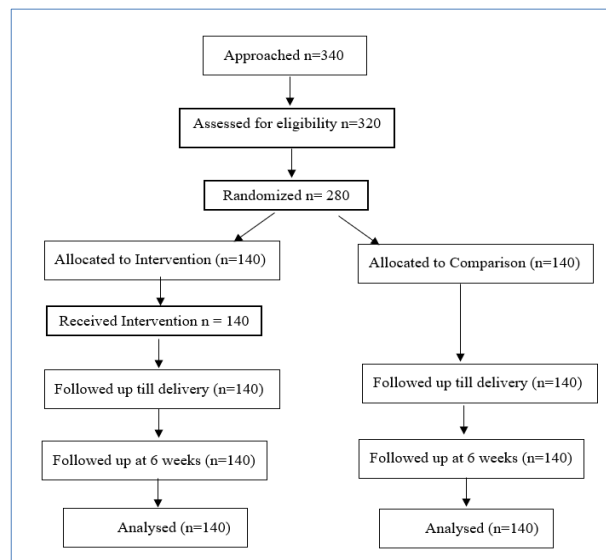 Approached n=340
Assessed for eligibility n=320
Randomized n= 280
Allocated to Intervention (n=140)
Allocated to Comparison (n=140)
Received Intervention n = 140
Followed up till delivery (n=140)
Followed up till delivery (n=140)
Followed up at 6 weeks (n=140)
Followed up at 6 weeks (n=140)
Analysed (n=140)
Analysed (n=140)